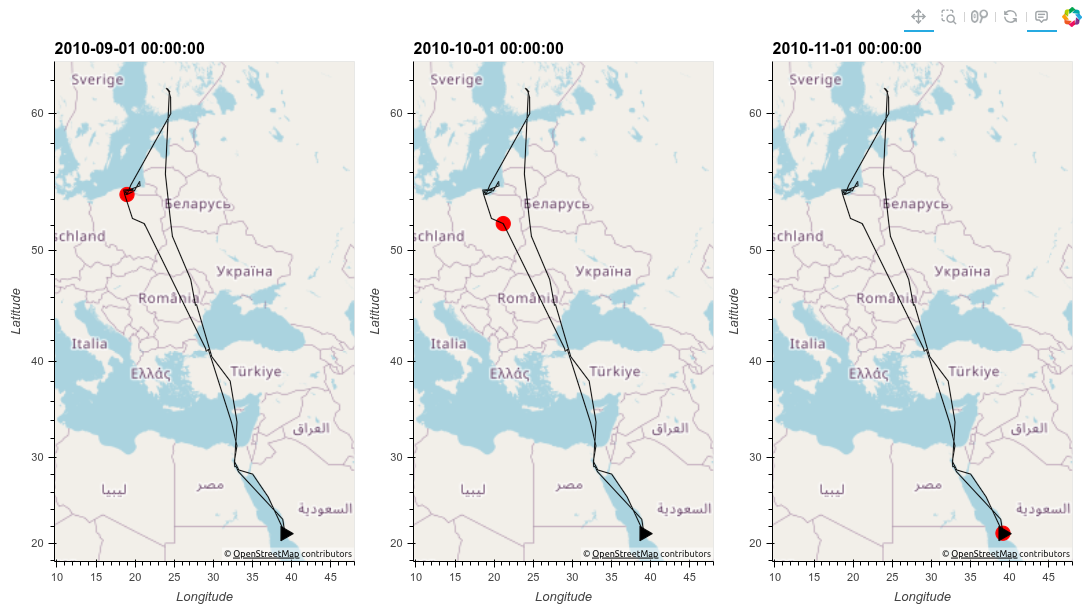 2010-09-01 00:00:00
2010-10-01 00:00:00
2010-11-01 00:00:00
Sverige
Беларусь
schland
Україна
România
Italia
Ελλάς
Türkiye
العراق
ليبيا
مصر
السعودية
© OpenStreetMap contributors
60
50
40
30
20
Latitude
10 15 20 25 30 35 40 45
Longitude
Sverige
Беларусь
schland
Україна
România
Italia
Ελλάς
Türkiye
العراق
ليبيا
مصر
السعودية
© OpenStreetMap contributors
60
50
40
30
20
Latitude
10 15 20 25 30 35 40 45
Longitude
Sverige
Беларусь
schland
Україна
România
Italia
Ελλάς
Türkiye
العراق
ليبيا
مصر
السعودية
© OpenStreetMap contributors
60
50
40
30
20
Latitude
10 15 20 25 30 35 40 45
Longitude